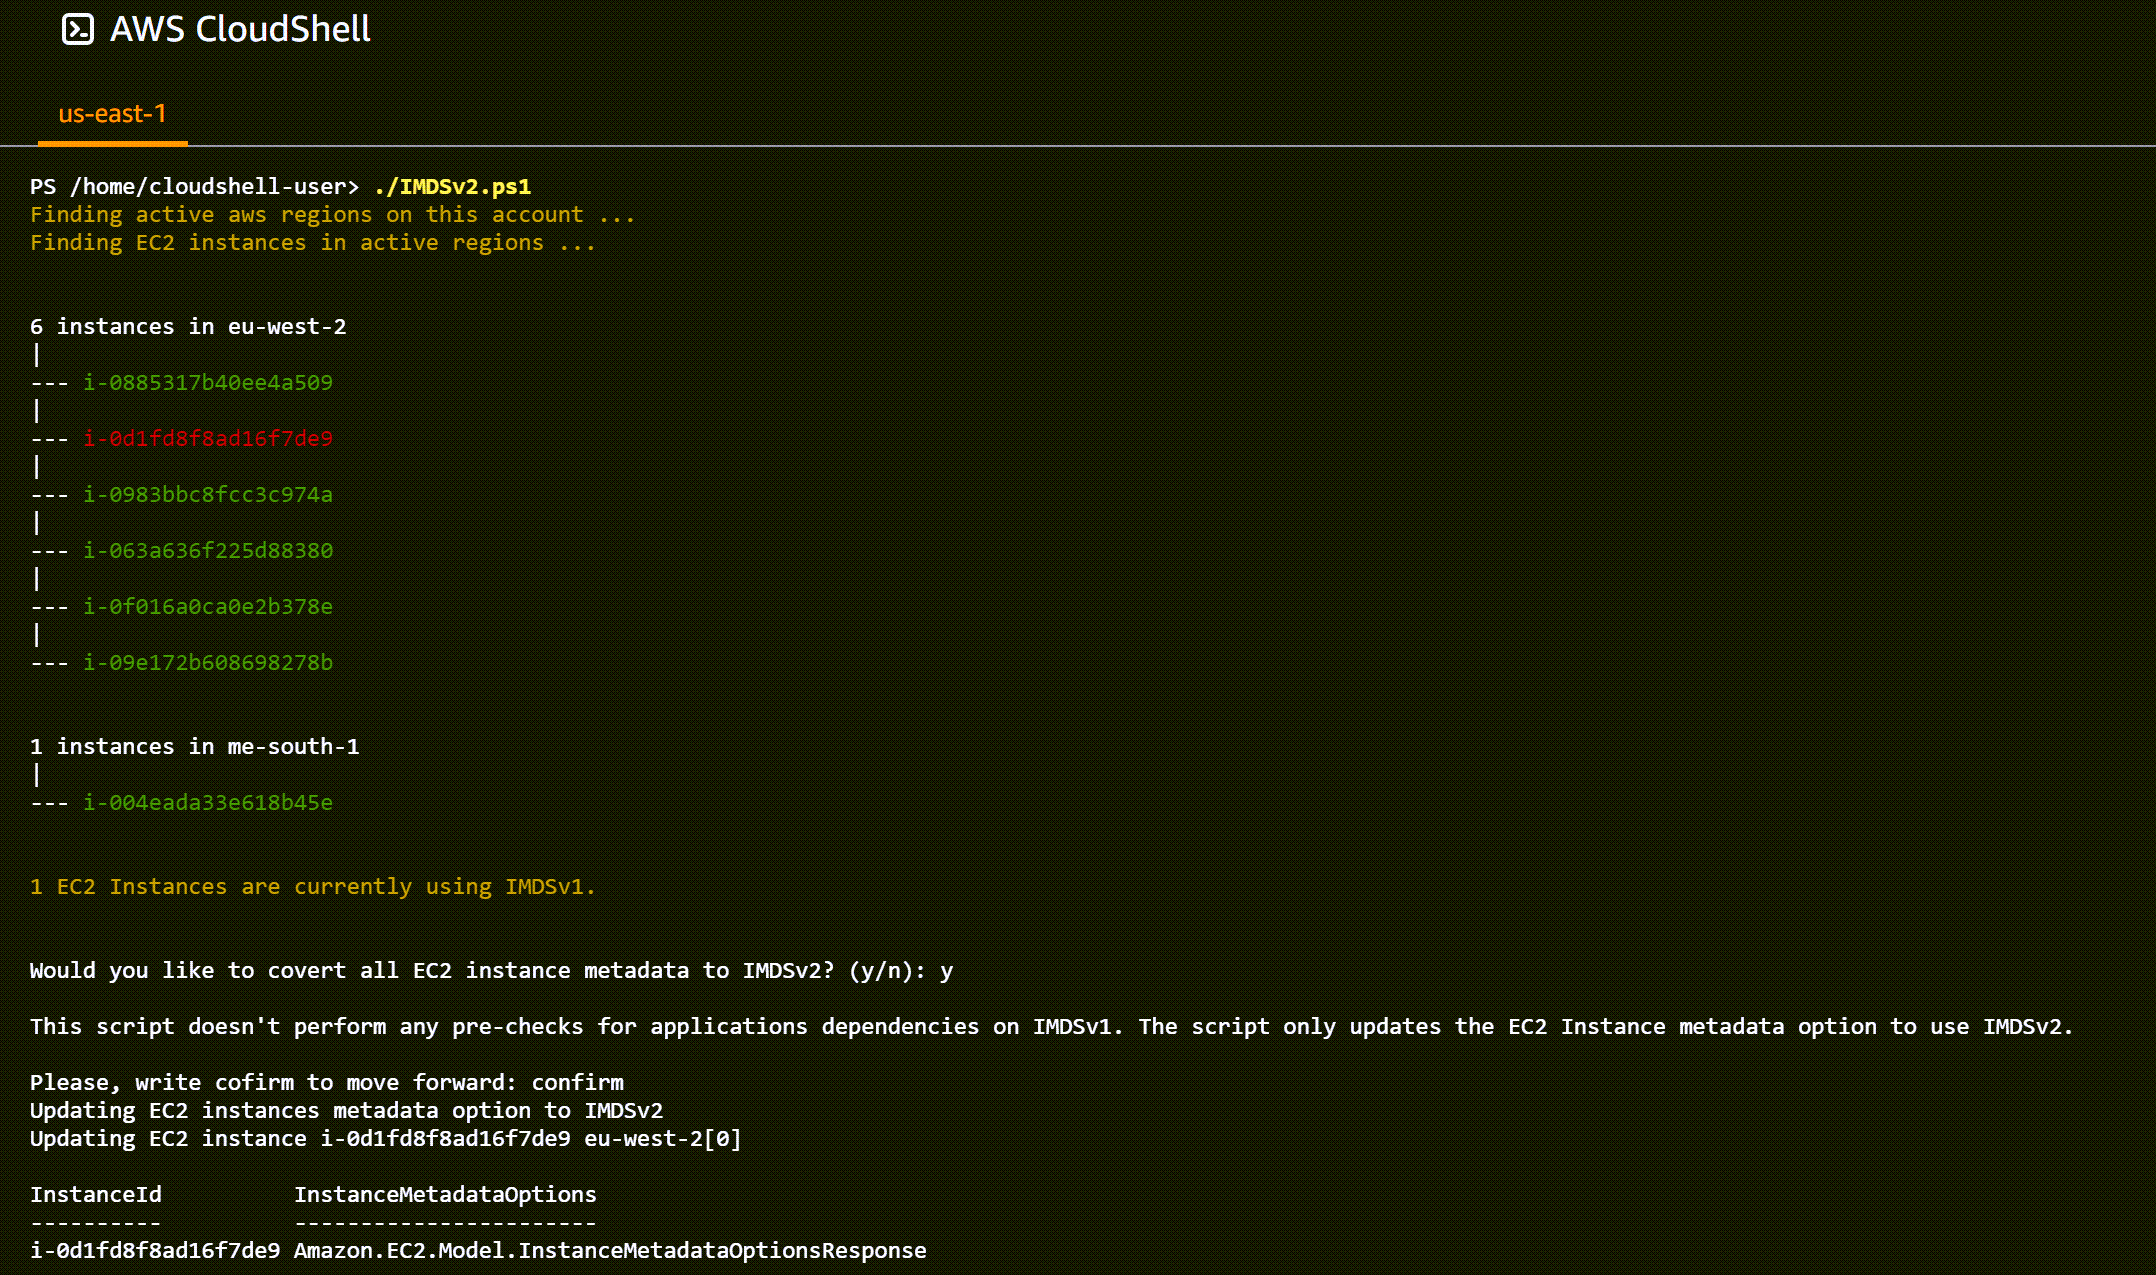 AWS CloudShell
us-east-1
PS /home/cloudshell-user> ./IMDSv2.ps1
Finding active aws regions on this account ...
Finding EC2 instances in active regions ...
6 instances in eu-west-2
|
--- i-0885317b40ee4a509
|
--- i-0d1fd8f8ad16f7de9
|
--- i-0983bbc8fcc3c974a
|
--- i-063a636f225d88380
|
--- i-0f016a0ca0e2b378e
|
--- i-09e172b608698278b
1 instances in me-south-1
|
--- i-004eada33e618b45e
1 EC2 Instances are currently using IMDSv1.
Would you like to covert all EC2 instance metadata to IMDSv2? (y/n): y
This script doesn't perform any pre-checks for applications dependencies on IMDSv1. The script only updates the EC2 Instance metadata option to use IMDSv2.
Please, write cofirm to move forward: confirm
Updating EC2 instances metadata option to IMDSv2
Updating EC2 instance i-0d1fd8f8ad16f7de9 eu-west-2[0]
InstanceId          InstanceMetadataOptions
----------          -----------------------
i-0d1fd8f8ad16f7de9 Amazon.EC2.Model.InstanceMetadataOptionsResponse